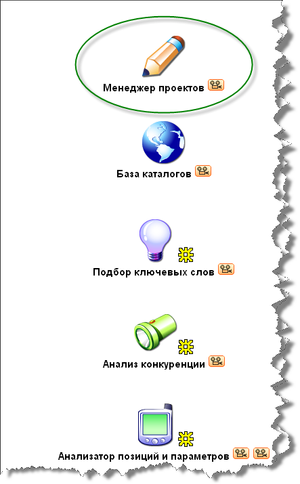 Менеджер проектов
База каталогов
Подбор ключевых слов
Анализ конкуренции
Анализатор позиций и параметров